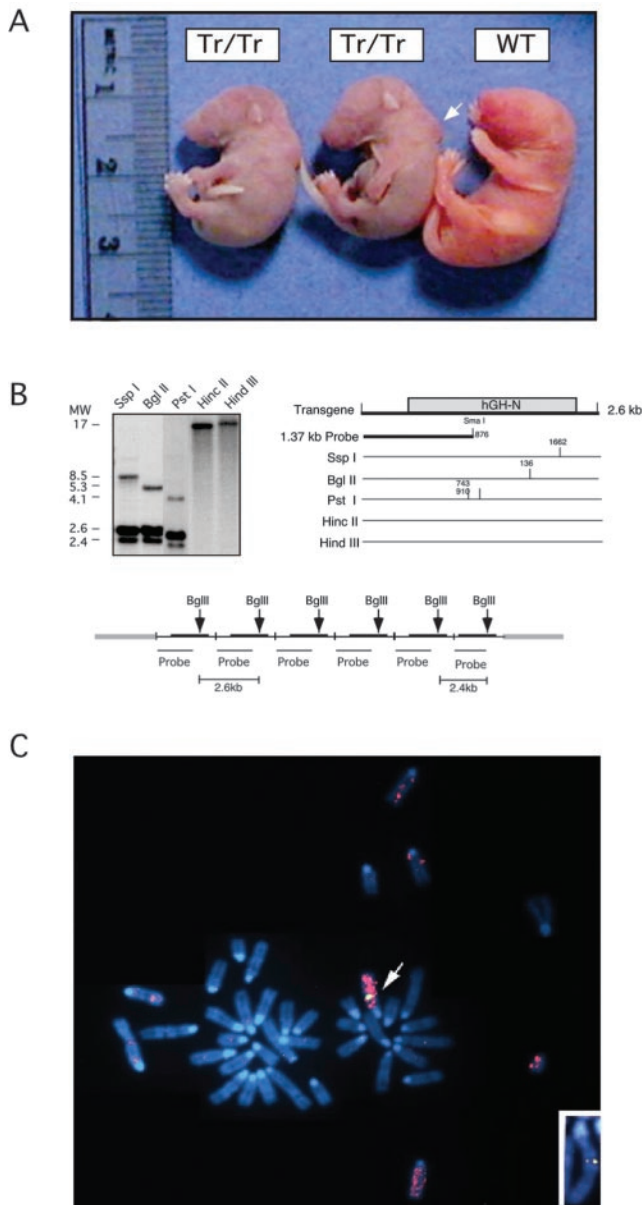 A
Tr/Tr Tr/Tr WT
1
2
3
B
MW Ssp I Bgl II Pst I Hinc II Hind III
17
8.5
5.3
4.1
2.6
2.4
hGH-N
Transgene 2.6 kb
Sma I
1.37 kb Probe 876
1662
Ssp I
136
Bgl II
743
910
Pst I
Hinc II
Hind III
BglII BglII BglII BglII BglII BglII
Probe Probe Probe Probe Probe Probe
2.6kb 2.4kb
C